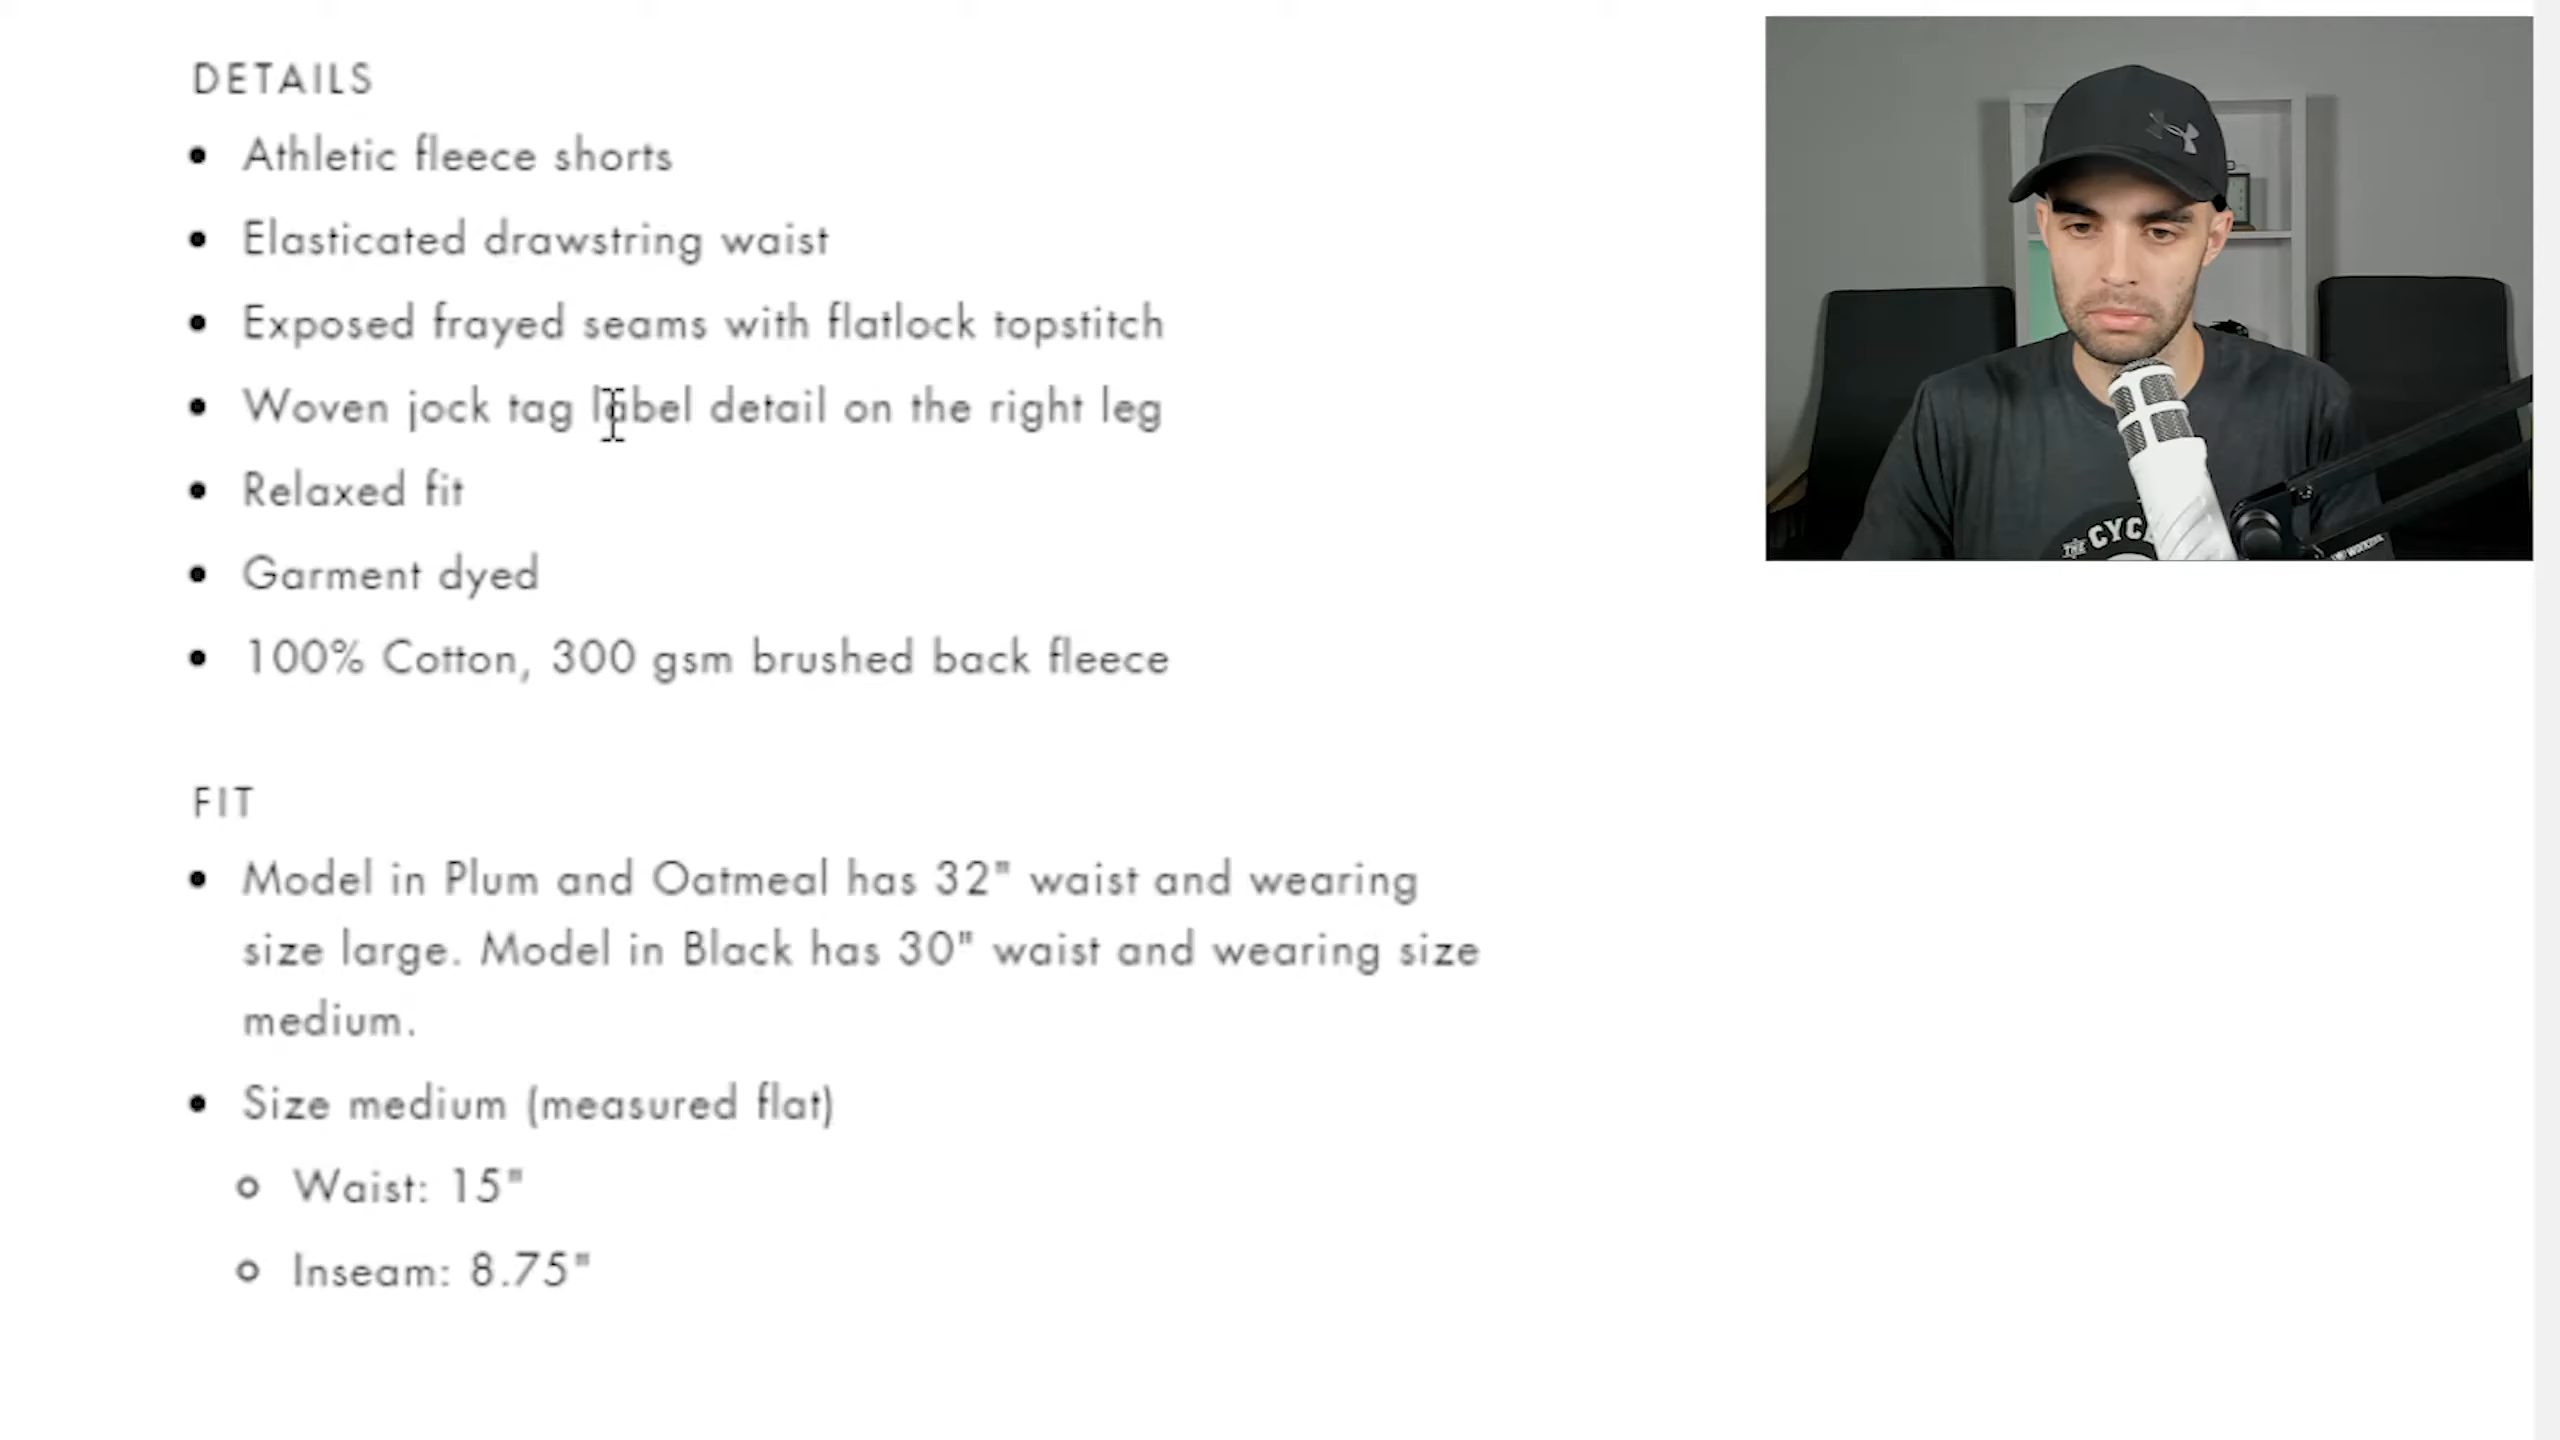 DETAILS
Athletic fleece shorts
Elasticated drawstring waist
Exposed frayed seams with flatlock topstitch
Woven jock tag label detail on the right leg
Relaxed fit
Garment dyed
100% Cotton, 300 gsm brushed back fleece
FIT
Model in Plum and Oatmeal has 32" waist and wearing
size large. Model in Black has 30" waist and wearing size
medium.
Size medium (measured flat)
Waist: 15"
Inseam: 8.75"
THE